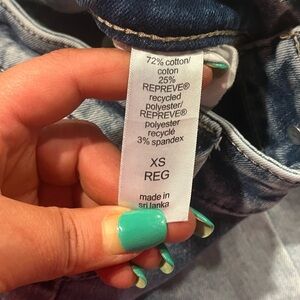 72% cotton/
coton
25%
REPREVE®
recycled
polyester/
REPREVE®
polyester
recyclé
3% spandex
XS
REG
made in
sri lanka